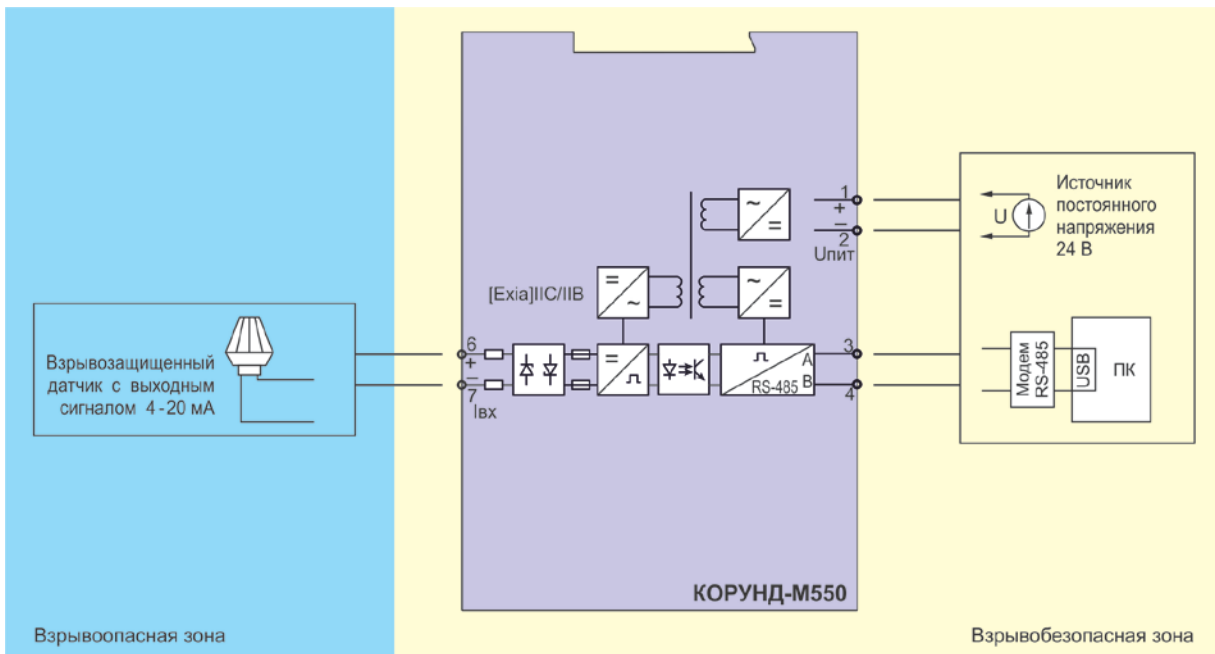 [Exia]IIC/IIB
~
=
=
~
~
=
1
+
–
2
Uпит
U
Источник
постоянного
напряжения
24 В
Взрывозащищенный
датчик с выходным
сигналом 4-20 мА
6
+
–
7
Iвх
=
A
B
RS-485
3
4
Модем
RS-485
USB
ПК
КОРУНД-М550
Взрывоопасная зона
Взрывобезопасная зона